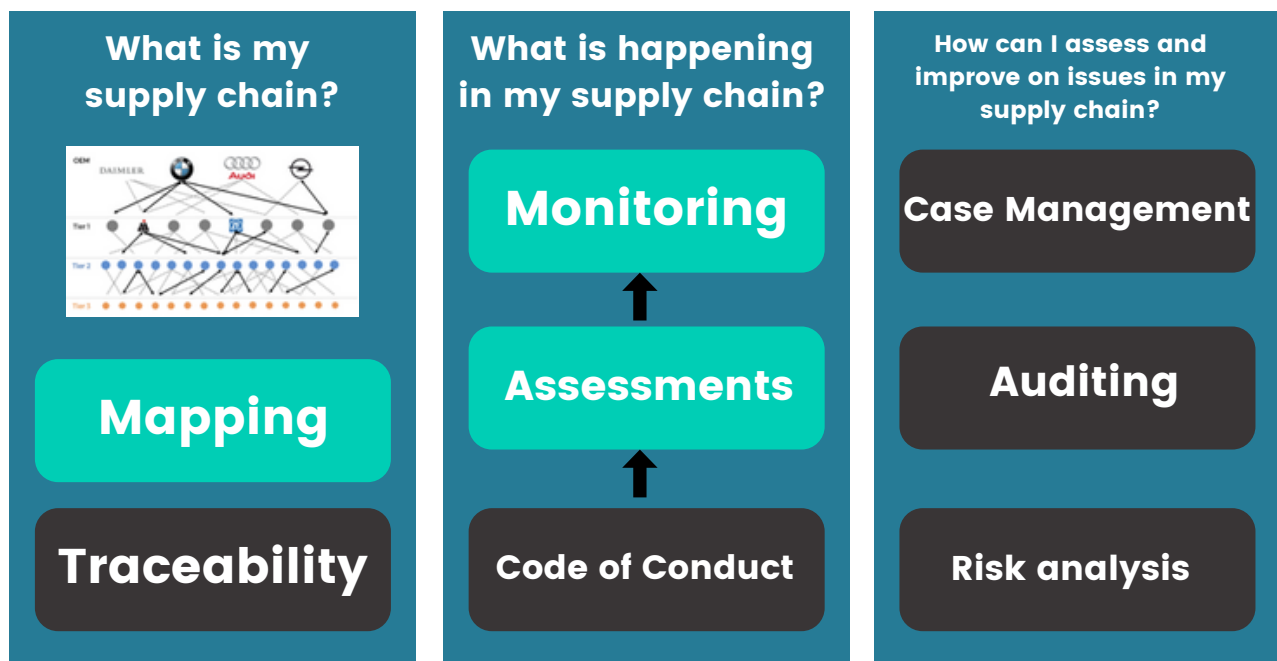 What is my
supply chain?
OEM
DAIMLER
Audi
Tier 1
Tier 2
Tier 3
Mapping
Traceability
What is happening
in my supply chain?
Monitoring
Assessments
Code of Conduct
How can I assess and
improve on issues in my
supply chain?
Case Management
Auditing
Risk analysis